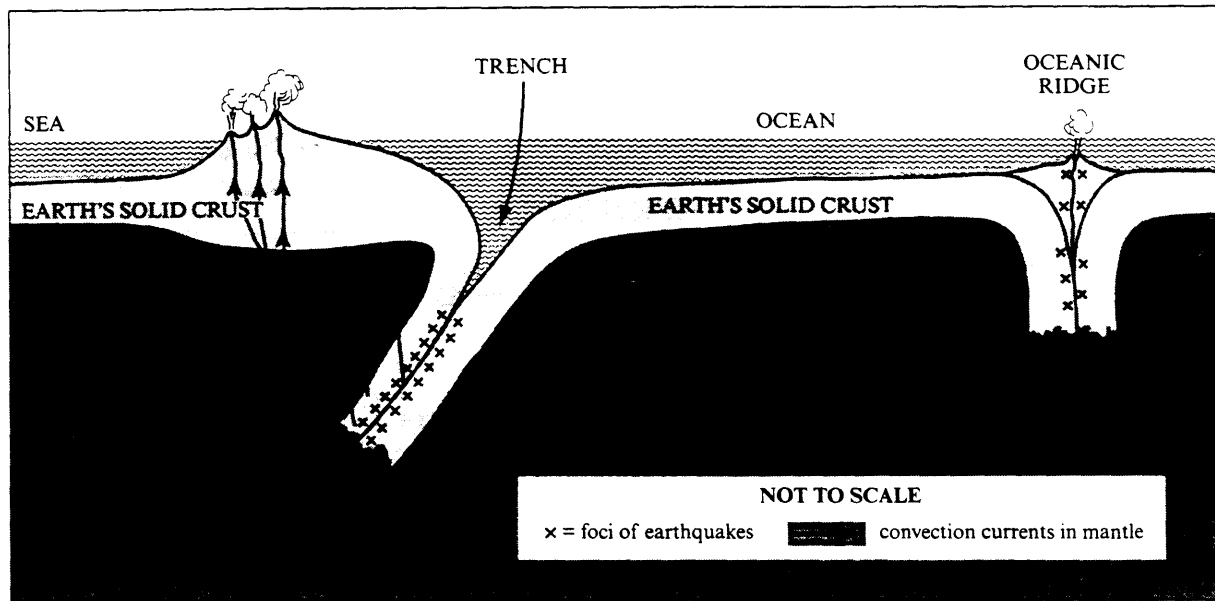 TRENCH
OCEANIC
RIDGE
SEA
OCEAN
EARTH'S SOLID CRUST
EARTH'S SOLID CRUST
NOT TO SCALE
× = foci of earthquakes
convection currents in mantle